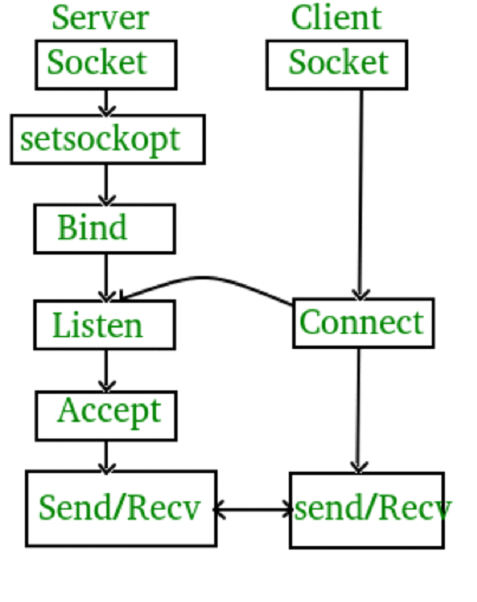 Server
Client
Socket
Socket
setsockopt
Bind
Listen
Connect
Accept
Send/Recv
send/Recv